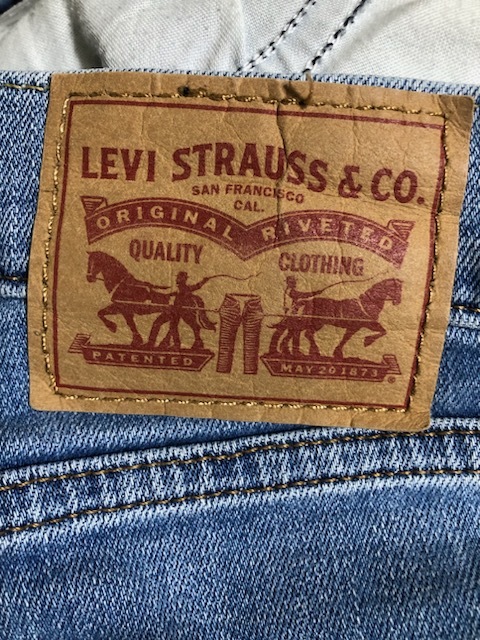 LEVI STRAUSS & CO.
SAN FRANCISCO
CAL.
ORIGINAL RIVETED
QUALITY CLOTHING
PATENTED MAY 20 1873
®